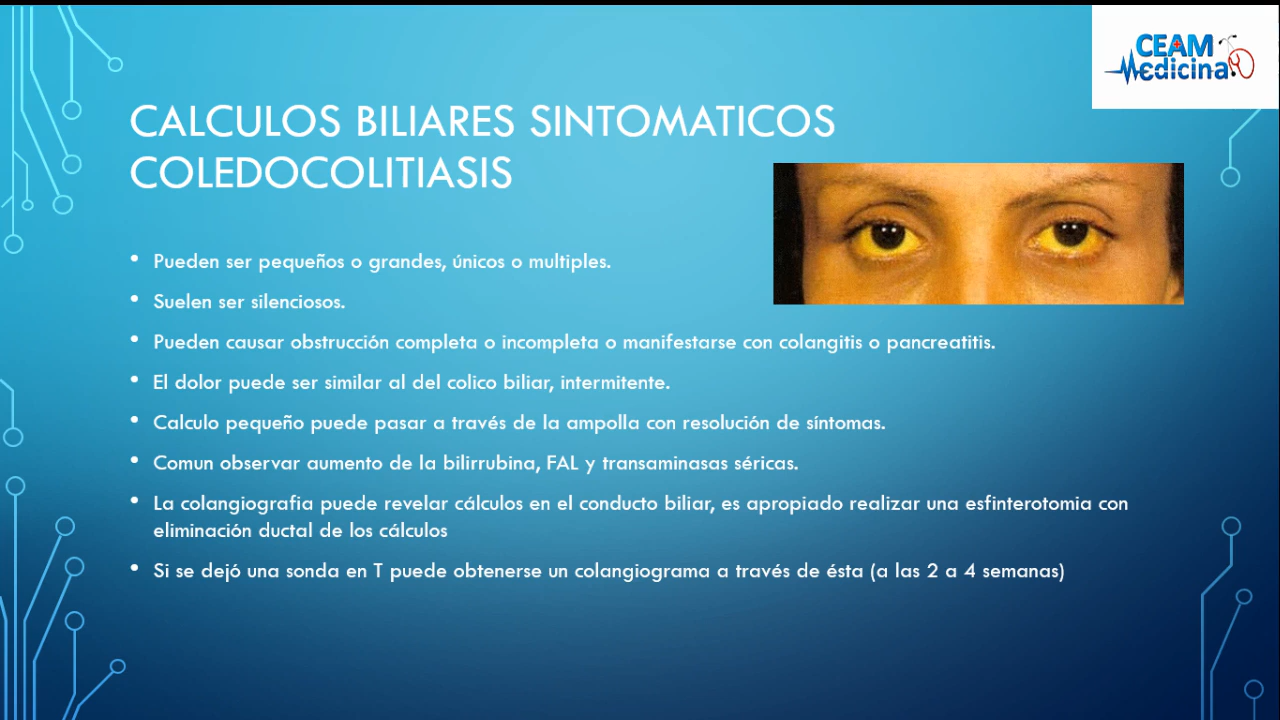 CEAM
Medicina
CALCULOS BILIARES SINTOMATICOS
COLEDOCOLITIASIS
• Pueden ser pequeños o grandes, únicos o multiples.
• Suelen ser silenciosos.
• Pueden causar obstrucción completa o incompleta o manifestarse con colangitis o pancreatitis.
• El dolor puede ser similar al del colico biliar, intermitente.
• Calculo pequeño puede pasar a través de la ampolla con resolución de síntomas.
• Comun observar aumento de la bilirrubina, FAL y transaminasas séricas.
• La colangiografia puede revelar cálculos en el conducto biliar, es apropiado realizar una esfinterotomia con
eliminación ductal de los cálculos
• Si se dejó una sonda en T puede obtenerse un colangiograma a través de ésta (a las 2 a 4 semanas)